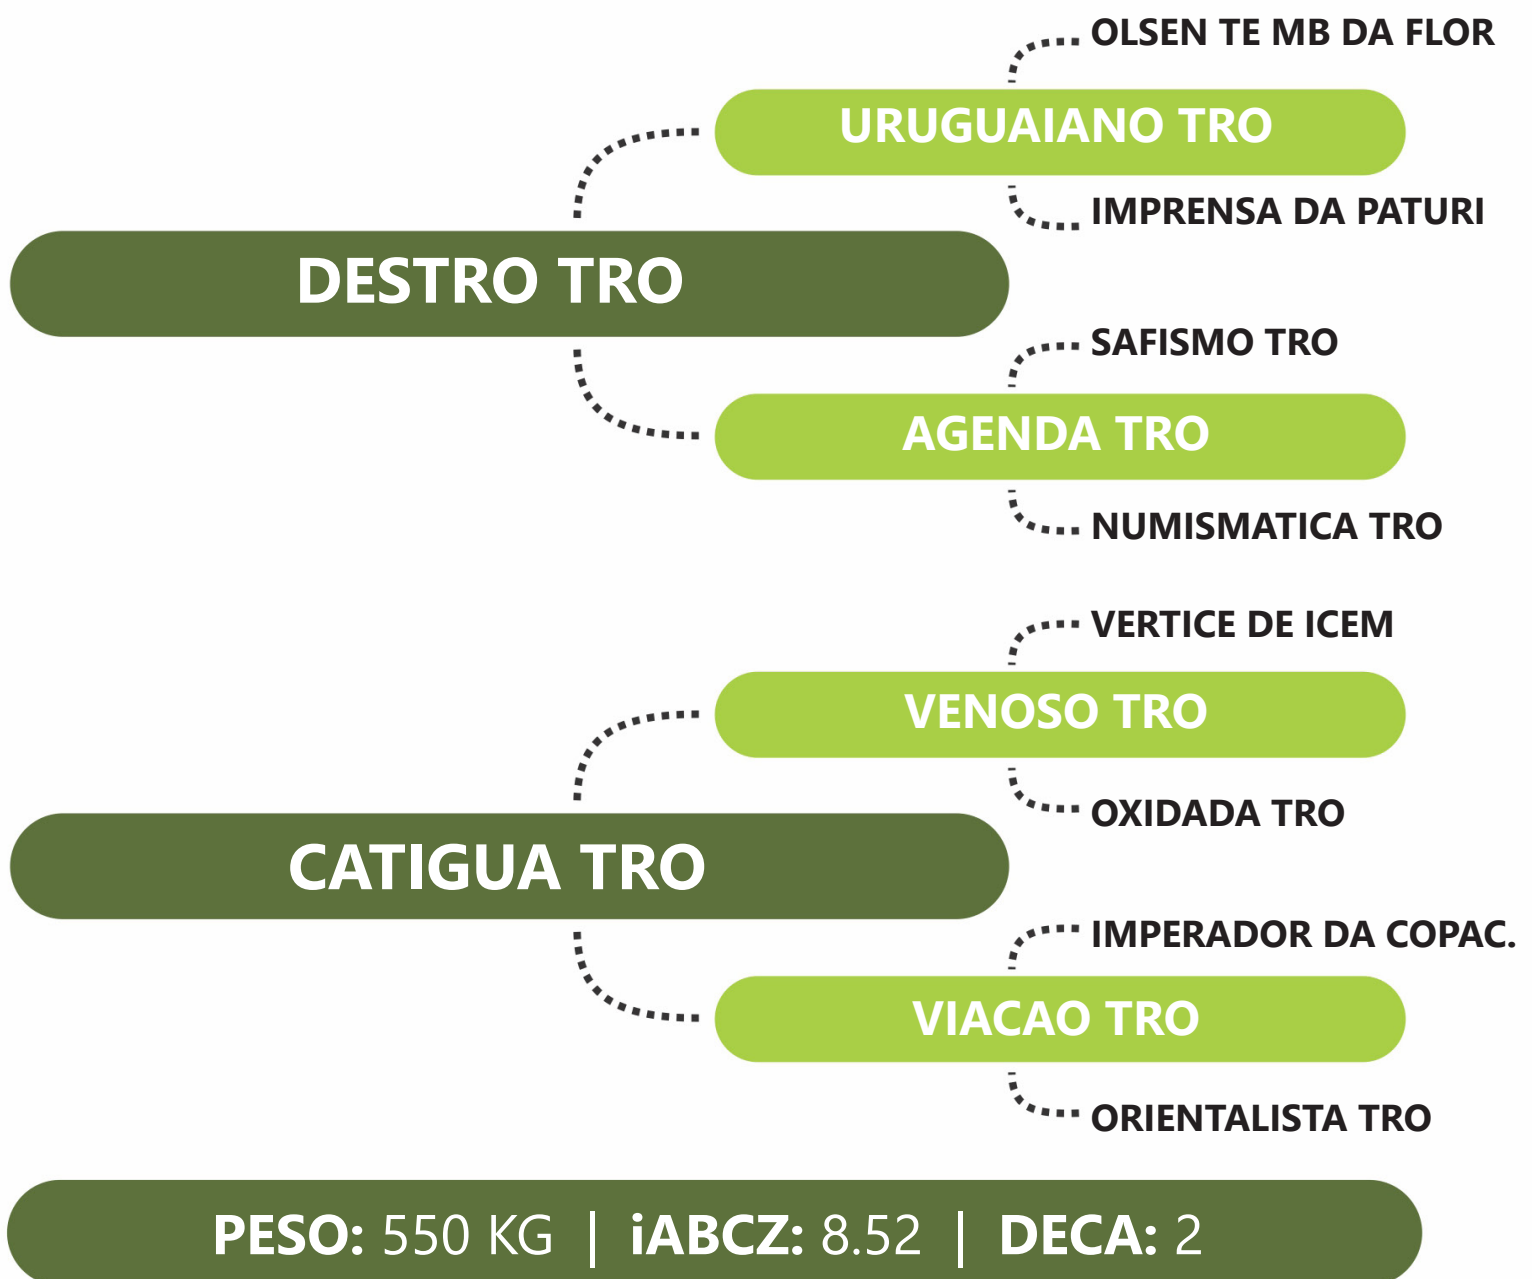 OLSEN TE MB DA FLOR
URUGUAIANO TRO
IMPRENSA DA PATURI
DESTRO TRO
SAFISMO TRO
AGENDA TRO
NUMISMATICA TRO
VERTICE DE ICEM
VENOSO TRO
OXIDADA TRO
CATIGUA TRO
IMPERADOR DA COPAC.
VIACAO TRO
ORIENTALISTA TRO
PESO: 550 KG | iABCZ: 8.52 | DECA: 2